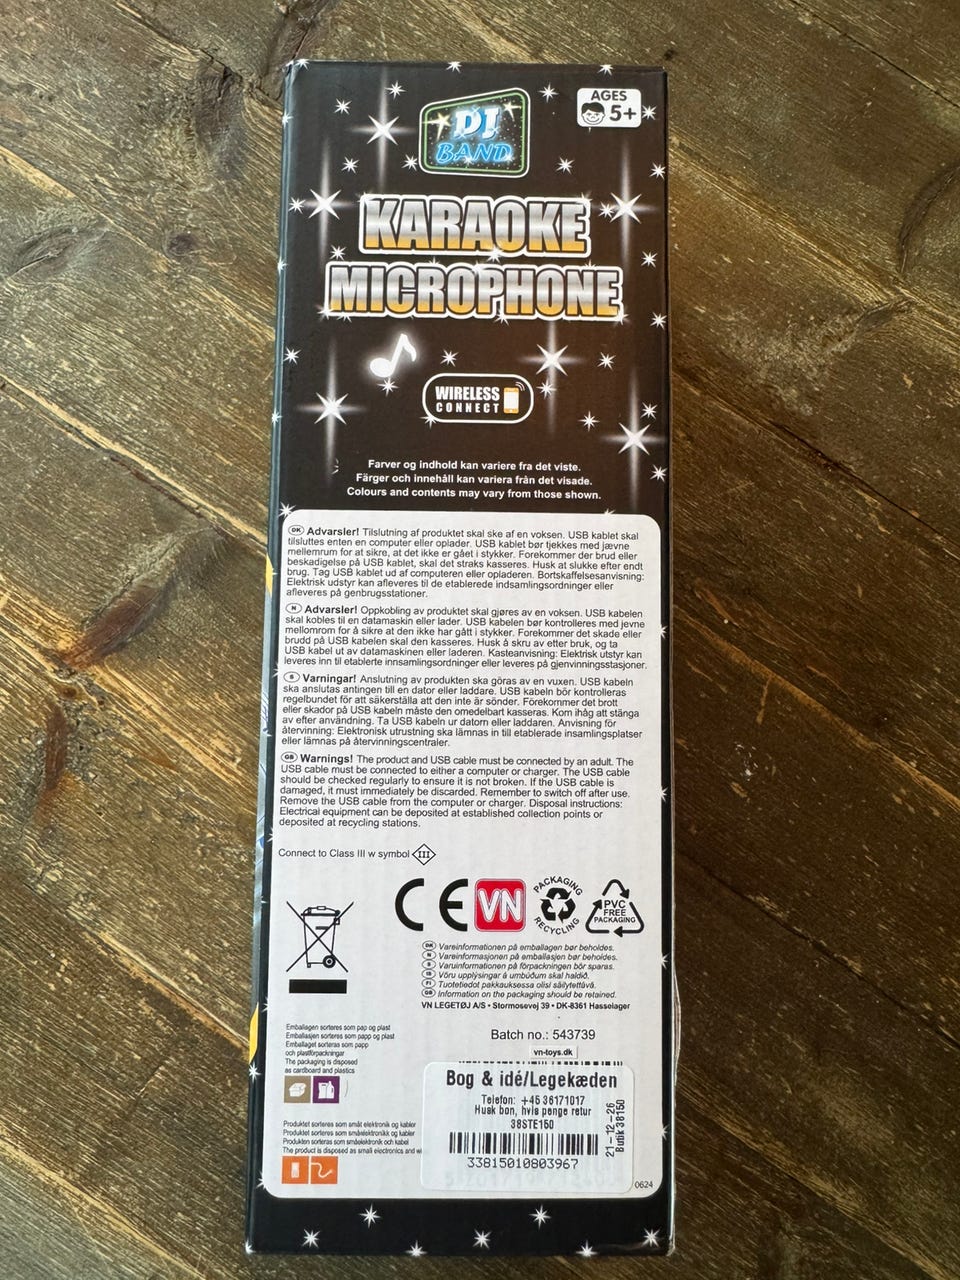 DJ
BAND
AGES
5+
KARAOKE
MICROPHONE
WIRELESS
CONNECT
Farver og indhold kan variere fra det viste.
Färger och innehåll kan variera från det visade.
Colours and contents may vary from those shown.
DK Advarsler! Tilslutning af produktet skal ske af en voksen. USB kablet skal
tilsluttes enten en computer eller oplader. USB kablet bør tjekkes med jævne
mellemrum for at sikre, at det ikke er gået i stykker. Forekommer der brud eller
beskadigelse på USB kablet, skal det straks kasseres. Husk at slukke efter endt
brug. Tag USB kablet ud af computeren eller opladeren. Bortskaffelsesanvisning:
Elektrisk udstyr kan afleveres til de etablerede indsamlingsordninger eller
afleveres på genbrugsstationer.
N Advarsler! Oppkobling av produktet skal gjøres av en voksen. USB kabelen
skal kobles til en datamaskin eller lader. USB kabelen bør kontrolleres med jevne
mellomrom for å sikre at den ikke har gått i stykker. Forekommer det skade eller
brudd på USB kabelen skal den kasseres. Husk å skru av etter bruk, og ta
USB kabel ut av datamaskinen eller laderen. Kasteanvisning: Elektrisk utstyr kan
leveres inn til etablerte innsamlingsordninger eller leveres på gjenvinningsstasjoner.
S Varningar! Anslutning av produkten ska göras av en vuxen. USB kabeln
ska anslutas antingen till en dator eller laddare. USB kabeln bör kontrolleras
regelbundet för att säkerställa att den inte är sönder. Förekommer det brott
eller skador på USB kabeln måste den omedelbart kasseras. Kom ihåg att stänga
av efter användning. Ta USB kabeln ur datorn eller laddaren. Anvisning för
återvinning: Elektronisk utrustning ska lämnas in till etablerade insamlingsplatser
eller lämnas på återvinningscentraler.
GB Warnings! The product and USB cable must be connected by an adult. The
USB cable must be connected to either a computer or charger. The USB cable
should be checked regularly to ensure it is not broken. If the USB cable is
damaged, it must immediately be discarded. Remember to switch off after use.
Remove the USB cable from the computer or charger. Disposal instructions:
Electrical equipment can be deposited at established collection points or
deposited at recycling stations.
Connect to Class III w symbol III
CE
VN
PACKAGING
RECYCLING
PVC
FREE
PACKAGING
DK Vareinformationen på emballagen bør beholdes.
N Vareinformasjonen på emballasjen bør beholdes.
S Varuinformationen på förpackningen bör sparas.
IS Vöru upplýsingar á umbúðum skal haldið.
FI Tuotetiedot pakkauksessa olisi säilytettävä.
GB Information on the packaging should be retained.
VN LEGETØJ A/S • Stormosevej 39 • DK-8361 Hasselager
Batch no.: 543739
vn-toys.dk
Emballagen sorteres som pap og plast
Emballasjen sorteres som papp og plast
Emballaget sorteras som papp
och plastförpackningar
The packaging is disposed
as cardboard and plastics
Produktet sorteres som småt elektronik og kabler
Produktet sorteres som småelektronikk og kabler
Produkten sorteras som småelektronik och kabel
The product is disposed as small electronics and wi
Bog & idé/Legekæden
Telefon: +45 36171017
Husk bon, hvis penge retur
38STE150
33815010803967
21-12-26
Butik 38150
0624